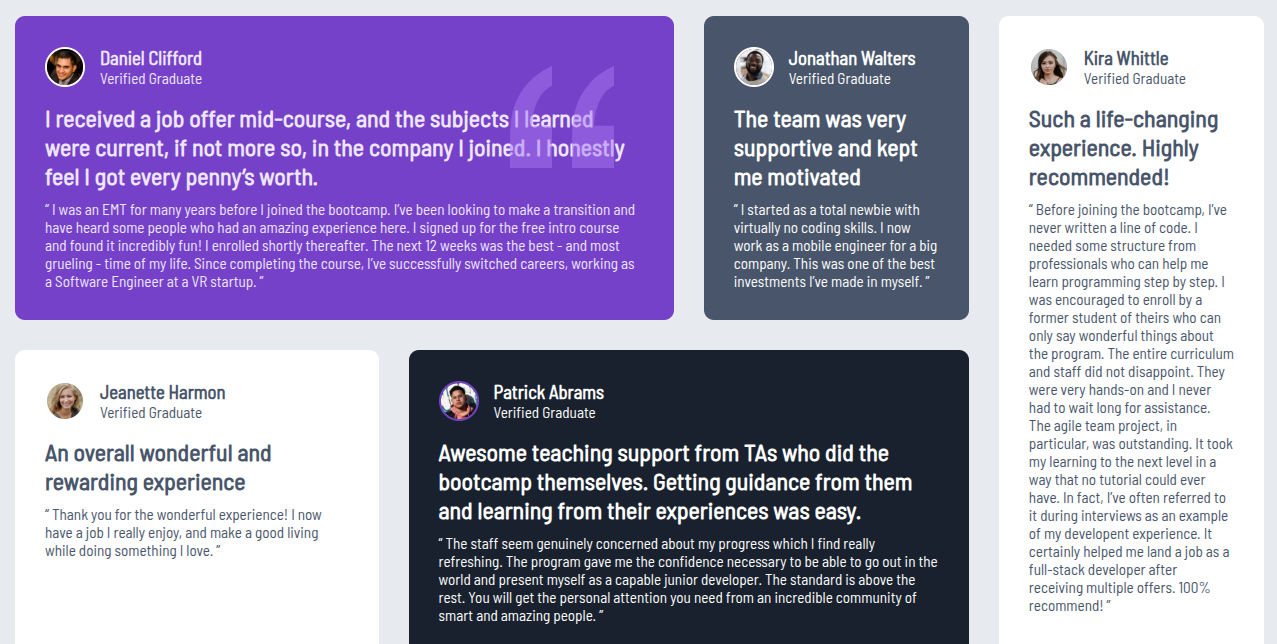 Daniel Clifford
Verified Graduate
I received a job offer mid-course, and the subjects I learned
were current, if not more so, in the company I joined. I honestly
feel I got every penny’s worth.
“ I was an EMT for many years before I joined the bootcamp. I’ve been looking to make a transition and
have heard some people who had an amazing experience here. I signed up for the free intro course
and found it incredibly fun! I enrolled shortly thereafter. The next 12 weeks was the best - and most
grueling - time of my life. Since completing the course, I’ve successfully switched careers, working as
a Software Engineer at a VR startup. ”
Jonathan Walters
Verified Graduate
The team was very
supportive and kept
me motivated
“ I started as a total newbie with
virtually no coding skills. I now
work as a mobile engineer for a big
company. This was one of the best
investments I’ve made in myself. ”
Kira Whittle
Verified Graduate
Such a life-changing
experience. Highly
recommended!
“ Before joining the bootcamp, I’ve
never written a line of code. I
needed some structure from
professionals who can help me
learn programming step by step. I
was encouraged to enroll by a
former student of theirs who can
only say wonderful things about
the program. The entire curriculum
and staff did not disappoint. They
were very hands-on and I never
had to wait long for assistance.
The agile team project, in
particular, was outstanding. It took
my learning to the next level in a
way that no tutorial could ever
have. In fact, I’ve often referred to
it during interviews as an example
of my developent experience. It
certainly helped me land a job as a
full-stack developer after
receiving multiple offers. 100%
recommend! ”
Jeanette Harmon
Verified Graduate
An overall wonderful and
rewarding experience
“ Thank you for the wonderful experience! I now
have a job I really enjoy, and make a good living
while doing something I love. ”
Patrick Abrams
Verified Graduate
Awesome teaching support from TAs who did the
bootcamp themselves. Getting guidance from them
and learning from their experiences was easy.
“ The staff seem genuinely concerned about my progress which I find really
refreshing. The program gave me the confidence necessary to be able to go out in the
world and present myself as a capable junior developer. The standard is above the
rest. You will get the personal attention you need from an incredible community of
smart and amazing people. ”